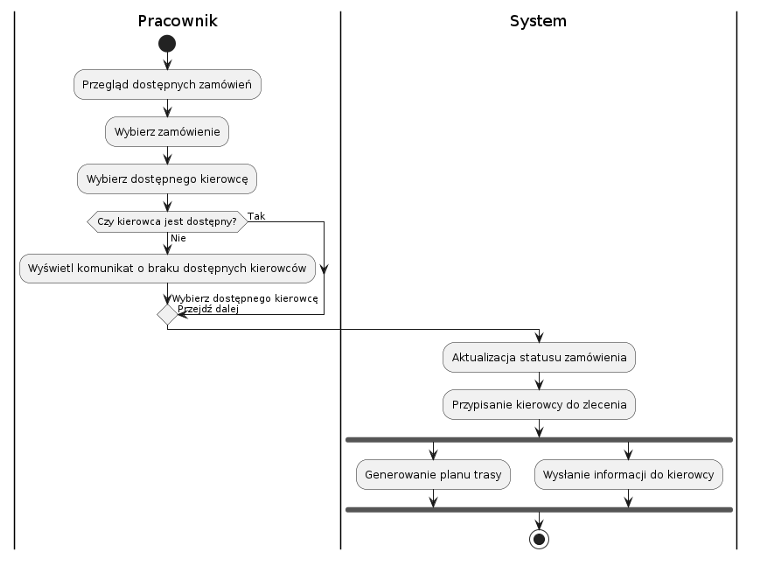 Pracownik
System
Przegląd dostępnych zamówień
Wybierz zamówienie
Wybierz dostępnego kierowcę
Czy kierowca jest dostępny?
Tak
Nie
Wyświetl komunikat o braku dostępnych kierowców
Wybierz dostępnego kierowcę
Przejdź dalej
Aktualizacja statusu zamówienia
Przypisanie kierowcy do zlecenia
Generowanie planu trasy
Wysłanie informacji do kierowcy